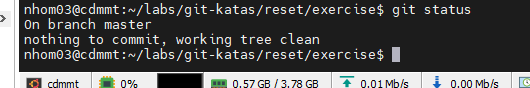 nhom03@cdmmt:~/labs/git-katas/reset/exercise$ git status
On branch master
nothing to commit, working tree clean
nhom03@cdmmt:~/labs/git-katas/reset/exercise$
cdmmt 0% 0.57 GB / 3.78 GB 0.01 Mb/s 0.00 Mb/s